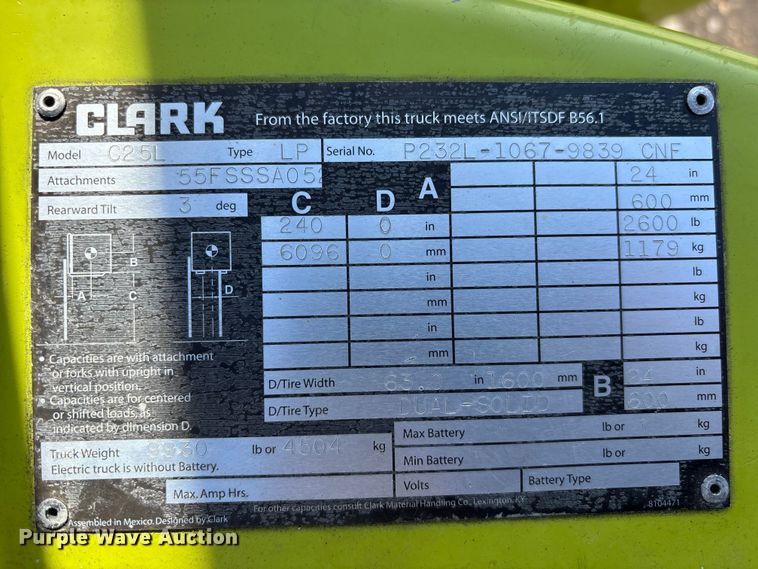 CLARK From the factory this truck meets ANSI/ITSDF B56.1
Model C25L Type LP Serial No. P232L-1067-9839 CNF
Attachments 55FSSSA052
Rearward Tilt 3 deg
C D A 24 in
600 mm
240 0 in 2600 lb
6096 0 mm 1179 kg
in lb
mm kg
in lb
mm kg
B
A
C
D
• Capacities are with attachment
or forks with upright in
vertical position.
• Capacities are for centered
or shifted loads, as
indicated by dimension D.
D/Tire Width in 1600 mm B 24 in
D/Tire Type DUAL-SOLID 600 mm
Truck Weight lb or 4504 kg
Electric truck is without Battery.
Max Battery lb or kg
Min Battery lb or kg
Max. Amp Hrs. Volts Battery Type
For other capacities consult Clark Material Handling Co., Lexington, KY
8104471
Assembled in Mexico. Designed by Clark
Purple Wave Auction